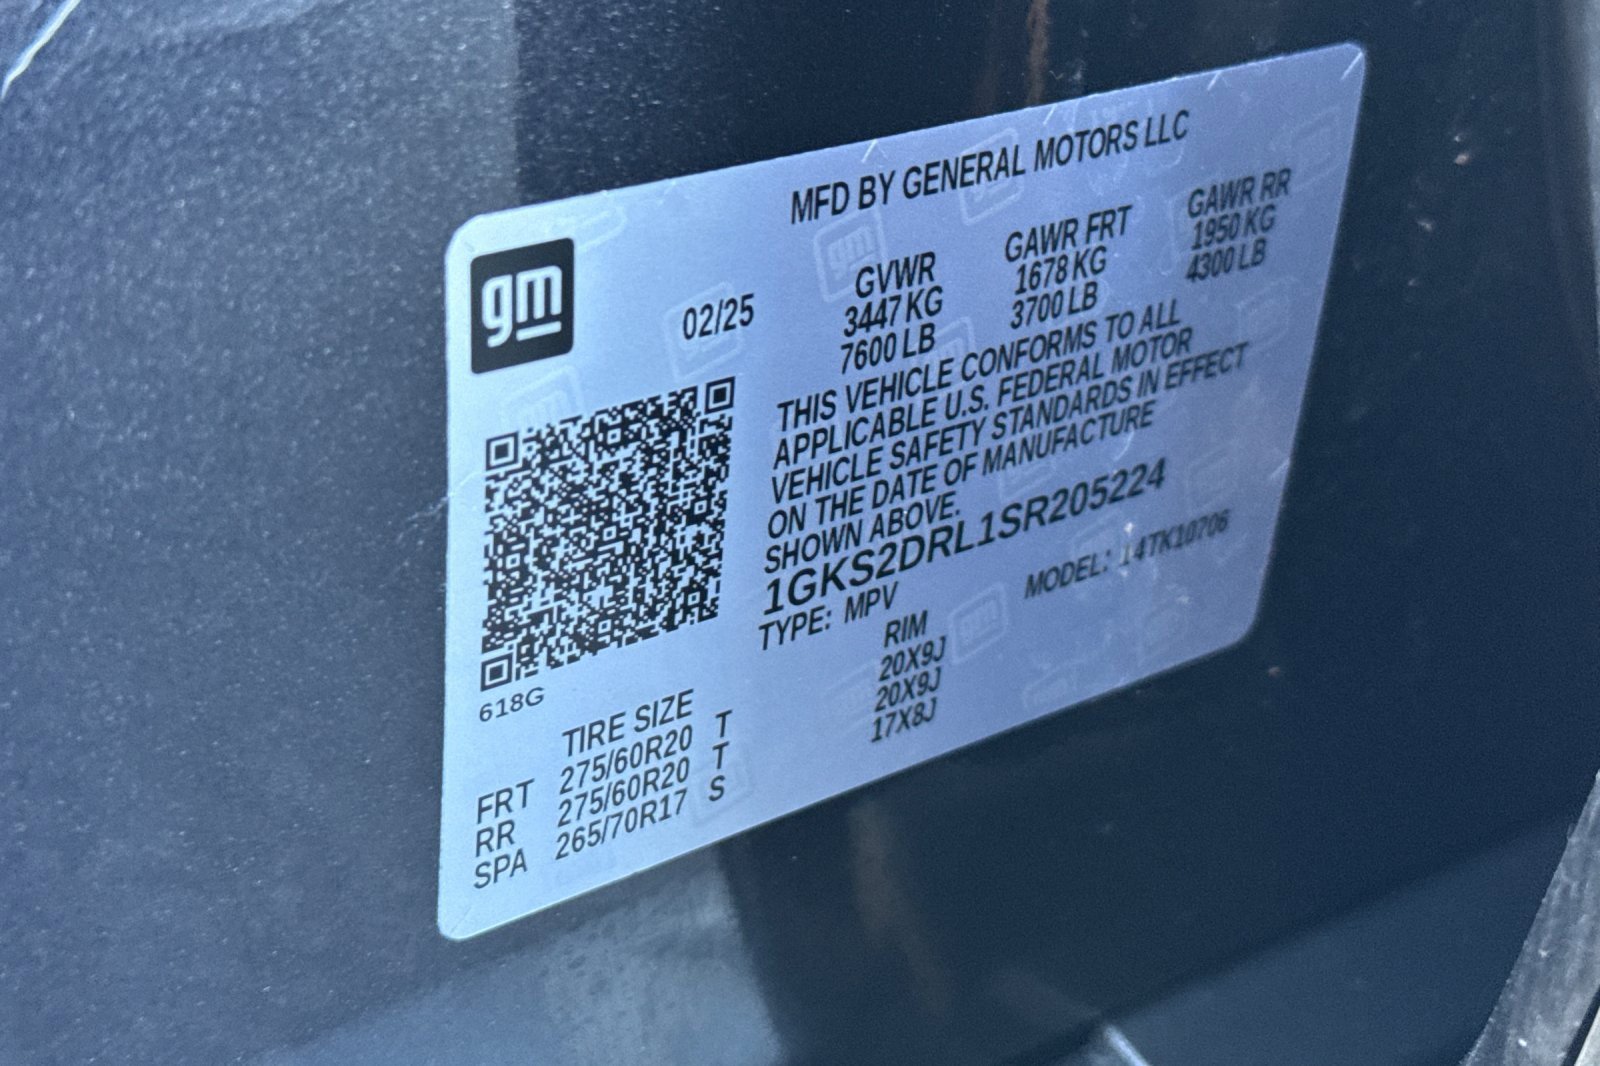 MFD BY GENERAL MOTORS LLC
gm
02/25
GVWR GAWR FRT GAWR RR
3447 KG 1678 KG 1950 KG
7600 LB 3700 LB 4300 LB
THIS VEHICLE CONFORMS TO ALL
APPLICABLE U.S. FEDERAL MOTOR
VEHICLE SAFETY STANDARDS IN EFFECT
ON THE DATE OF MANUFACTURE
SHOWN ABOVE.
1GKS2DRL1SR205224
TYPE: MPV MODEL: 14TK10706
618G
TIRE SIZE RIM
FRT 275/60R20 T 20X9J
RR 275/60R20 T 20X9J
SPA 265/70R17 S 17X8J